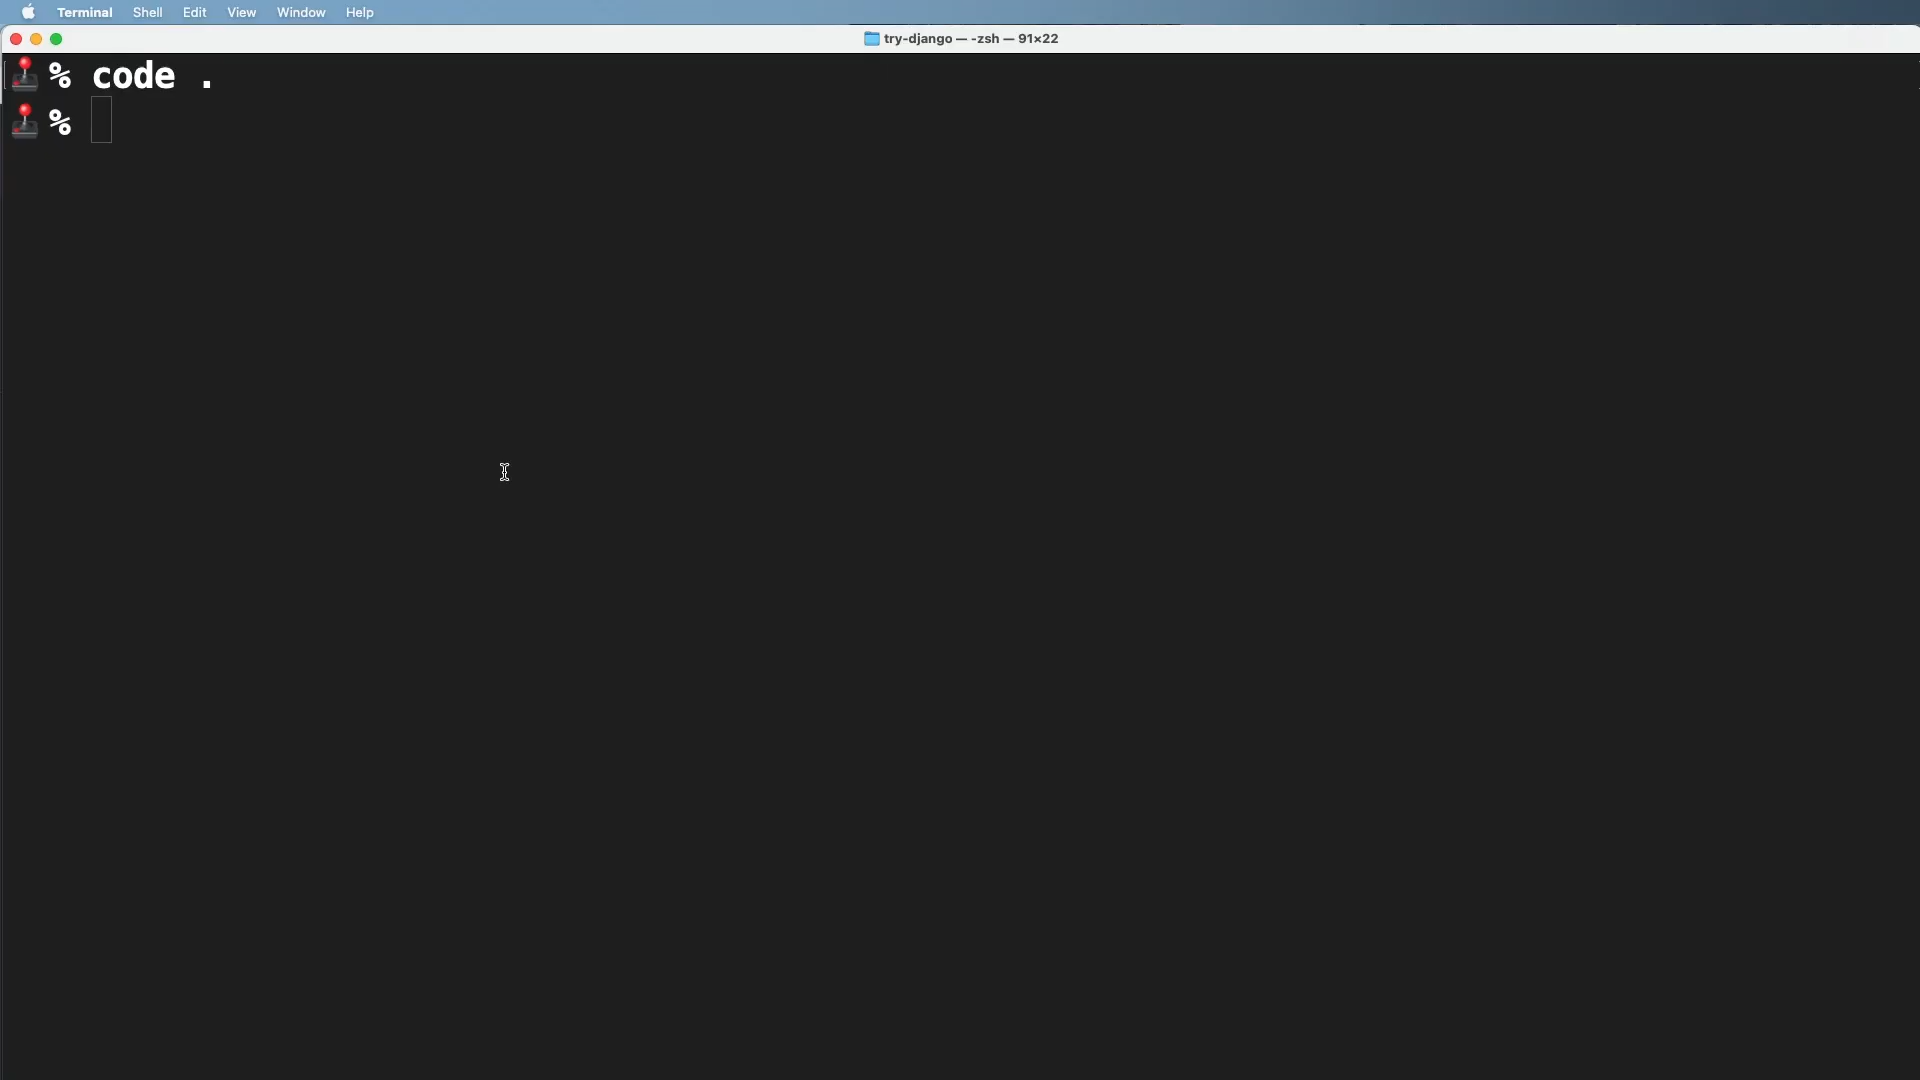 Terminal Shell Edit View Window Help
try-django — -zsh — 91×22
🕹️% code .
🕹️%